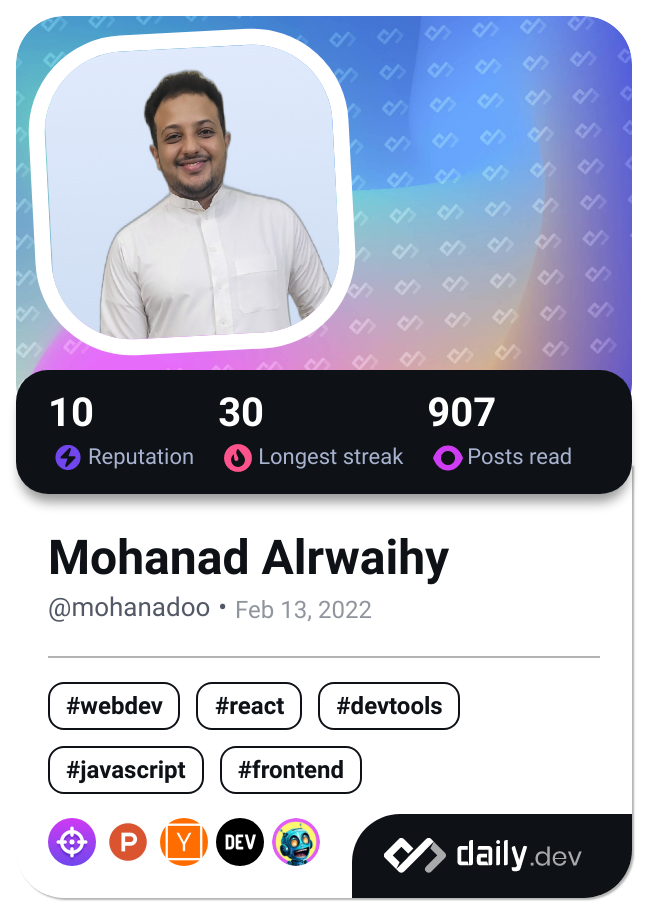 10 30 907
Reputation Longest streak Posts read
Mohanad Alrwaihy
@mohanadoo • Feb 13, 2022
#webdev #react #devtools
#javascript #frontend
P Y DEV
daily.dev